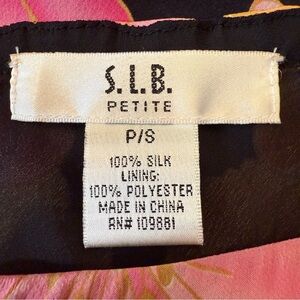 S.L.B.
PETITE
P/S
100% SILK
LINING:
100% POLYESTER
MADE IN CHINA
RN# 109881